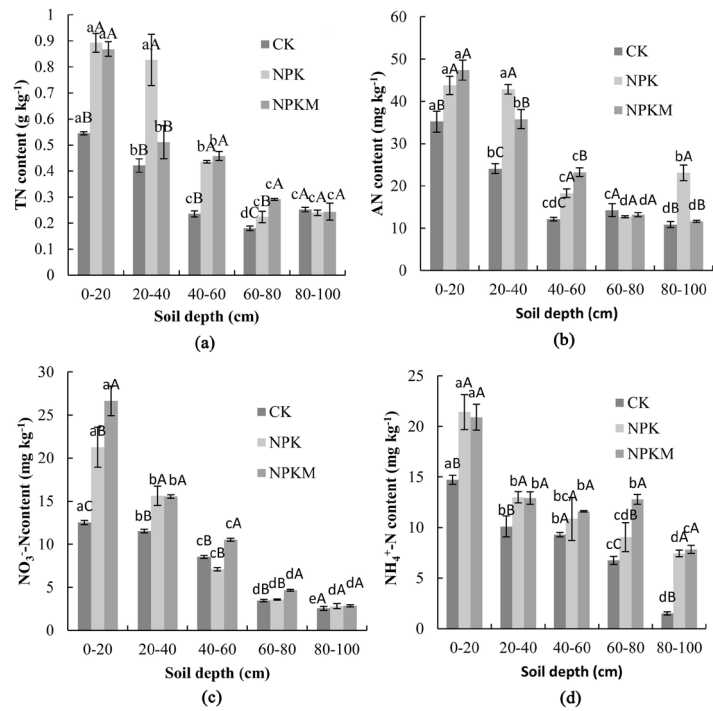 TN content (g kg-1)
1
0.9
0.8
0.7
0.6
0.5
0.4
0.3
0.2
0.1
0
aB aA aA
bB aA bB
cB bA bA
dC cB cA
cA cA cA
CK
NPK
NPKM
0-20 20-40 40-60 60-80 80-100
Soil depth (cm)
(a)
AN content (mg kg-1)
60
50
40
30
20
10
0
aB aA aA
bC aA bB
cdC cA cB
cA dA dA
dB bA dB
CK
NPK
NPKM
0-20 20-40 40-60 60-80 80-100
Soil depth (cm)
(b)
NO3--Ncontent (mg kg-1)
30
25
20
15
10
5
0
aC aB aA
bB bA bA
cB cB cA
dB dB dA
eA dA dA
CK
NPK
NPKM
0-20 20-40 40-60 60-80 80-100
Soil depth (cm)
(c)
NH4+-N content (mg kg-1)
25
20
15
10
5
0
aB aA aA
bB bA bA
bA bcA bA
cC cdB bA
dB dA cA
CK
NPK
NPKM
0-20 20-40 40-60 60-80 80-100
Soil depth (cm)
(d)